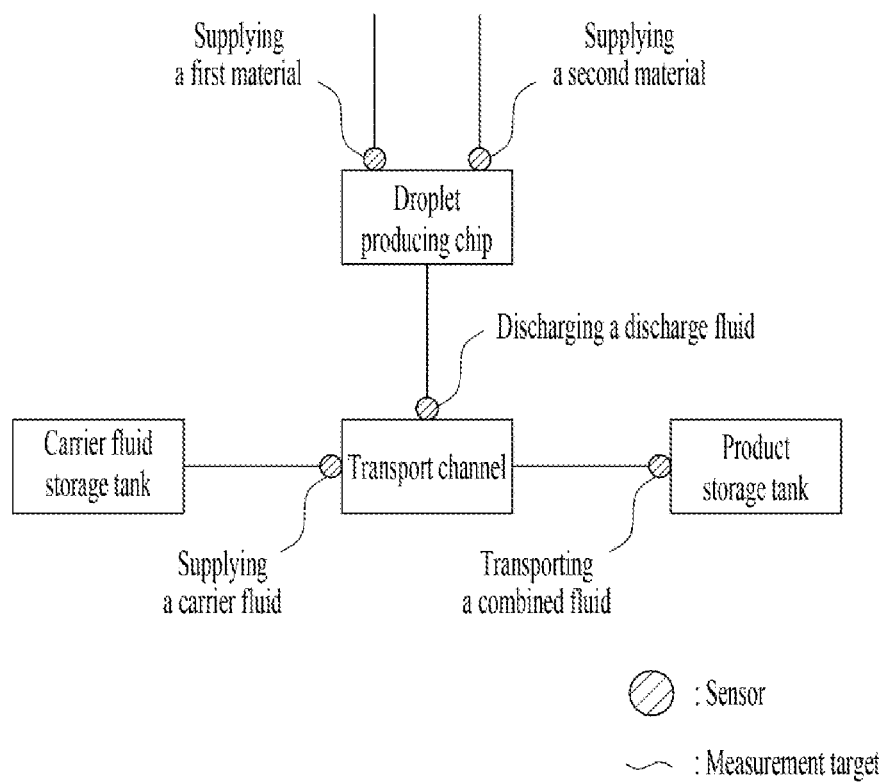 Supplying
a first material
Supplying
a second material
Droplet
producing chip
Discharging a discharge fluid
Carrier fluid
storage tank
Transport channel
Product
storage tank
Supplying
a carrier fluid
Transporting
a combined fluid
: Sensor
: Measurement target